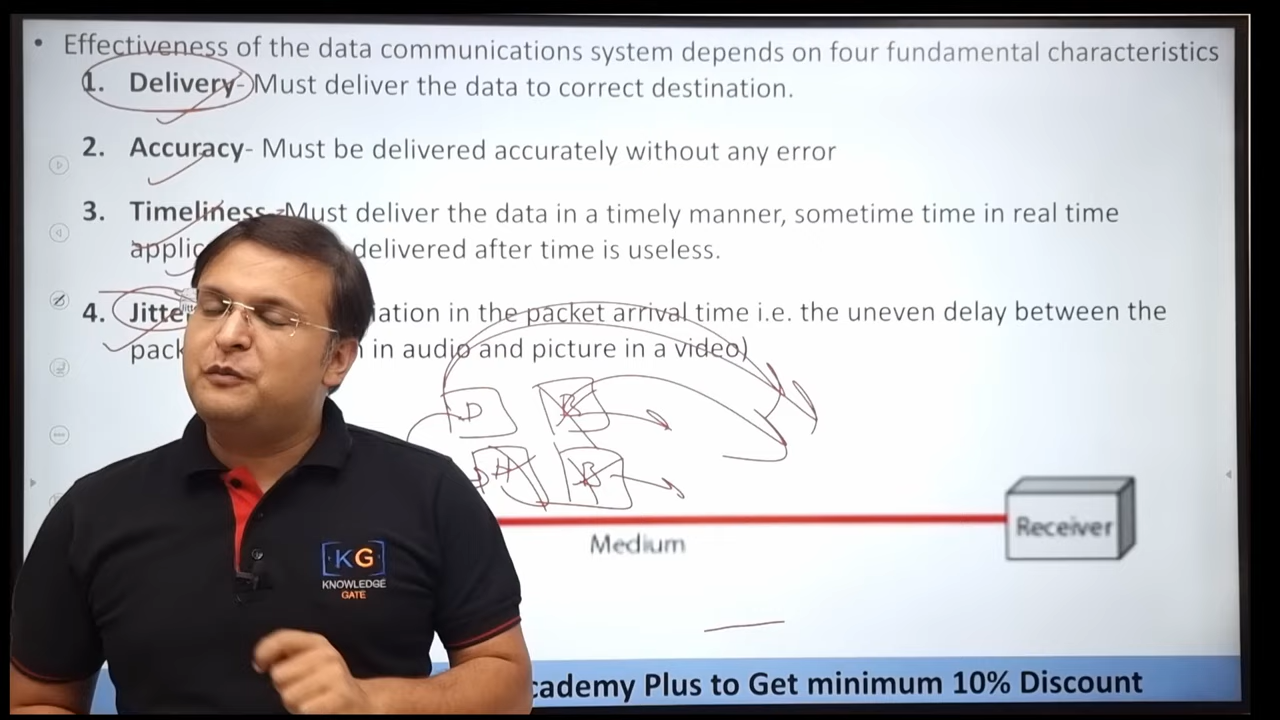 • Effectiveness of the data communications system depends on four fundamental characteristics
1. Delivery- Must deliver the data to correct destination.
2. Accuracy- Must be delivered accurately without any error
3. Timeliness -Must deliver the data in a timely manner, sometime time in real time
applic delivered after time is useless.
4. Jitter iation in the packet arrival time i.e. the uneven delay between the
pack in audio and picture in a video)
D B
A B
Receiver
Medium
KG
KNOWLEDGE
GATE
cademy Plus to Get minimum 10% Discount